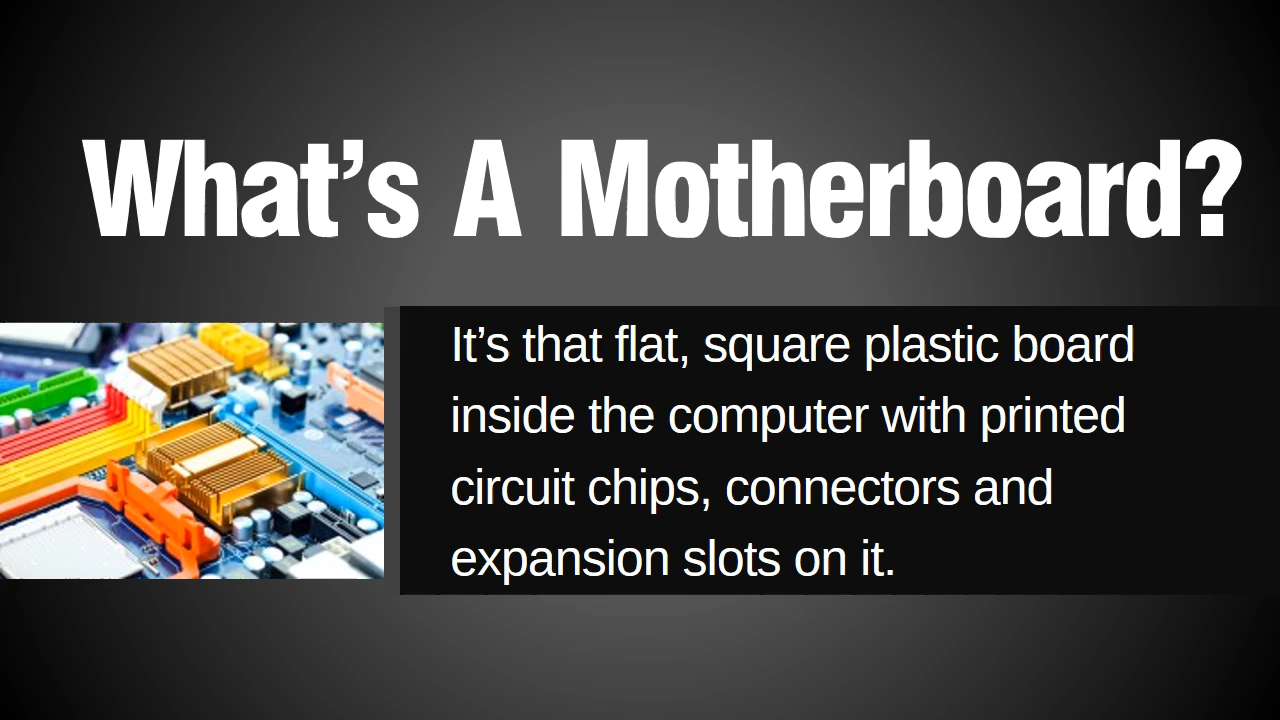 What’s A Motherboard?
It’s that flat, square plastic board
inside the computer with printed
circuit chips, connectors and
expansion slots on it.